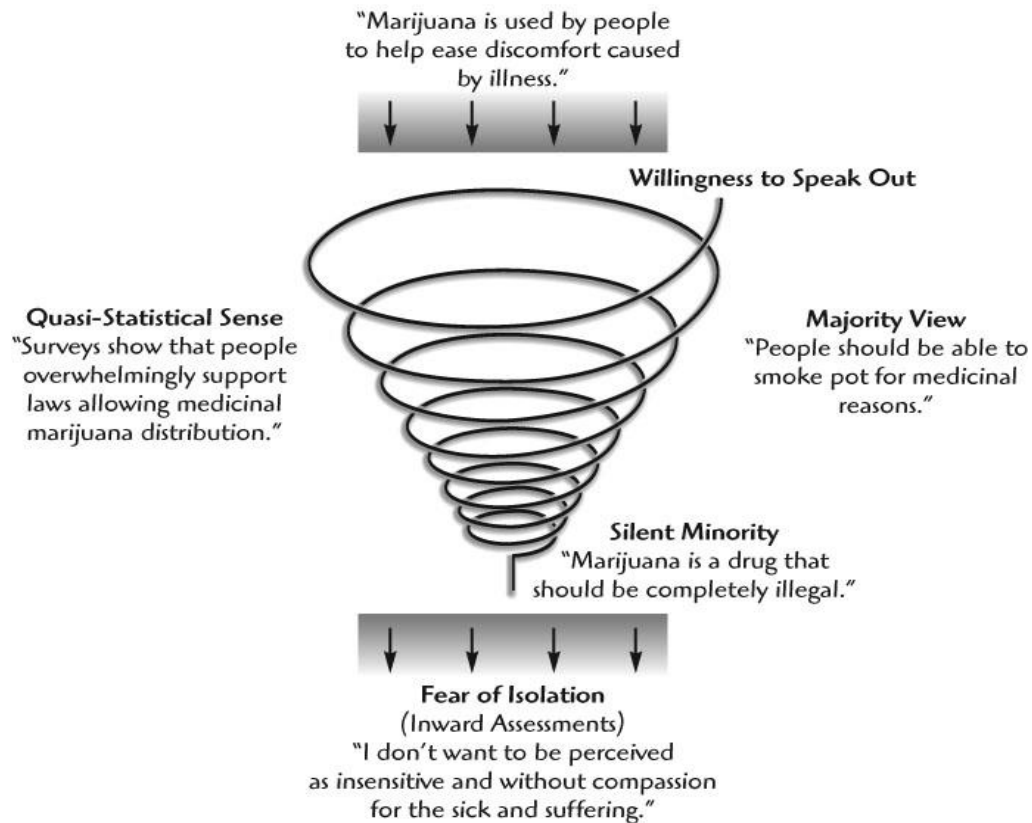 “Marijuana is used by people
to help ease discomfort caused
by illness.”
Willingness to Speak Out
Quasi-Statistical Sense
“Surveys show that people
overwhelmingly support
laws allowing medicinal
marijuana distribution.”
Majority View
“People should be able to
smoke pot for medicinal
reasons.”
Silent Minority
“Marijuana is a drug that
should be completely illegal.”
Fear of Isolation
(Inward Assessments)
“I don’t want to be perceived
as insensitive and without compassion
for the sick and suffering.”